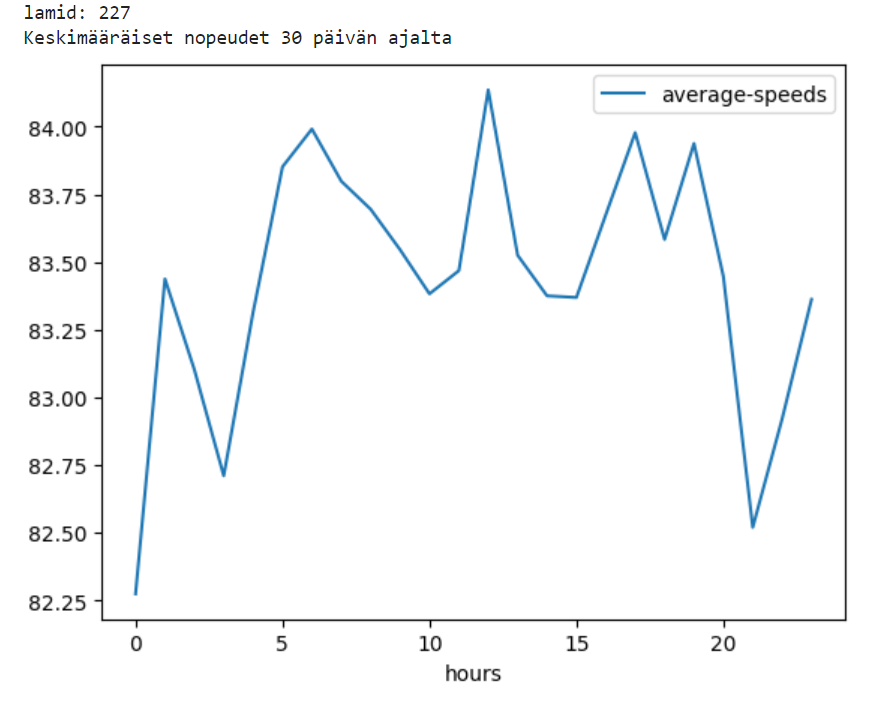 lamid: 227
Keskimääräiset nopeudet 30 päivän ajalta
average-speeds
84.00
83.75
83.50
83.25
83.00
82.75
82.50
82.25
0 5 10 15 20
hours